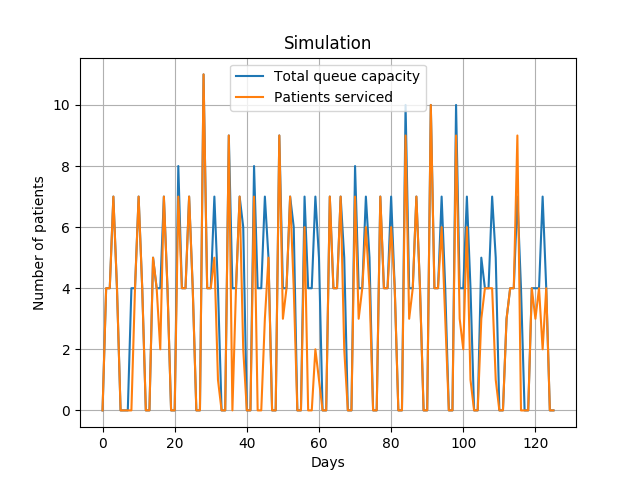 Simulation
Total queue capacity
Patients serviced
Number of patients
10
8
6
4
2
0
0 20 40 60 80 100 120
Days